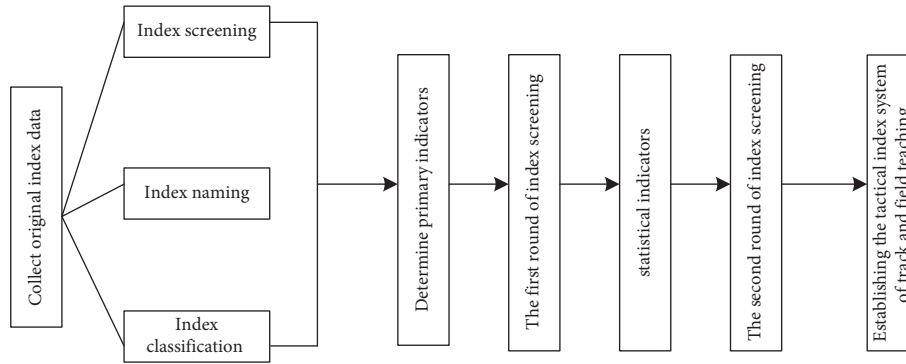 Collect original index data
Index screening
Index naming
Index
classification
Determine primary indicators
The first round of index screening
statistical indicators
The second round of index screening
Establishing the tactical index system
of track and field teaching